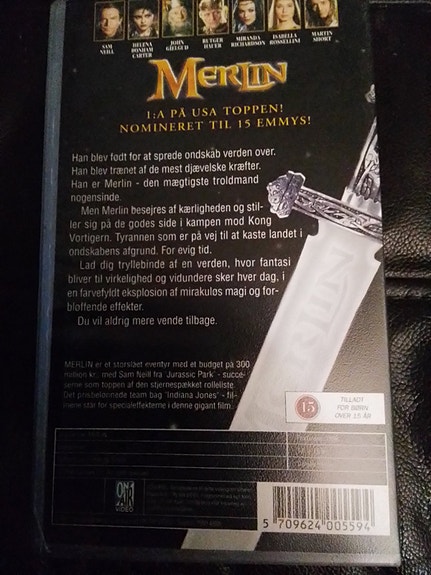 SAM NEILL
HELENA BONHAM CARTER
JOHN GIELGUD
RUTGER HAUER
MIRANDA RICHARDSON
ISABELLA ROSSELLINI
MARTIN SHORT
MERLIN
1:A PÅ USA TOPPEN!
NOMINERET TIL 15 EMMYS!
Han blev født for at sprede ondskab verden over.
Han blev trænet af de mest djævelske kræfter.
Han er Merlin - den mægtigste troldmand
nogensinde.
Men Merlin besejres af kærligheden og stil-
ler sig på de godes side i kampen mod Kong
Vortigern. Tyrannen som er på vej til at kaste landet i
ondskabens afgrund. For evig tid.
Lad dig tryllebinde af en verden, hvor fantasi
bliver til virkelighed og vidundere sker hver dag, i
en farvefyldt eksplosion af mirakuløs magi og for-
bløffende effekter.
Du vil aldrig mere vende tilbage.
MERLIN er et storslået eventyr med et budget på 300
million kr., med Sam Neill fra "Jurassic Park" - succe-
serne som toppen af den stjernespækket rolleliste.
Det prisbelønnede team bag "Indiana Jones" - fil-
mene står for specialeffekterne i denne gigant film.
15
TILLADT
FOR BØRN
OVER 15 ÅR
ON AIR
VIDEO
5 709624 005594